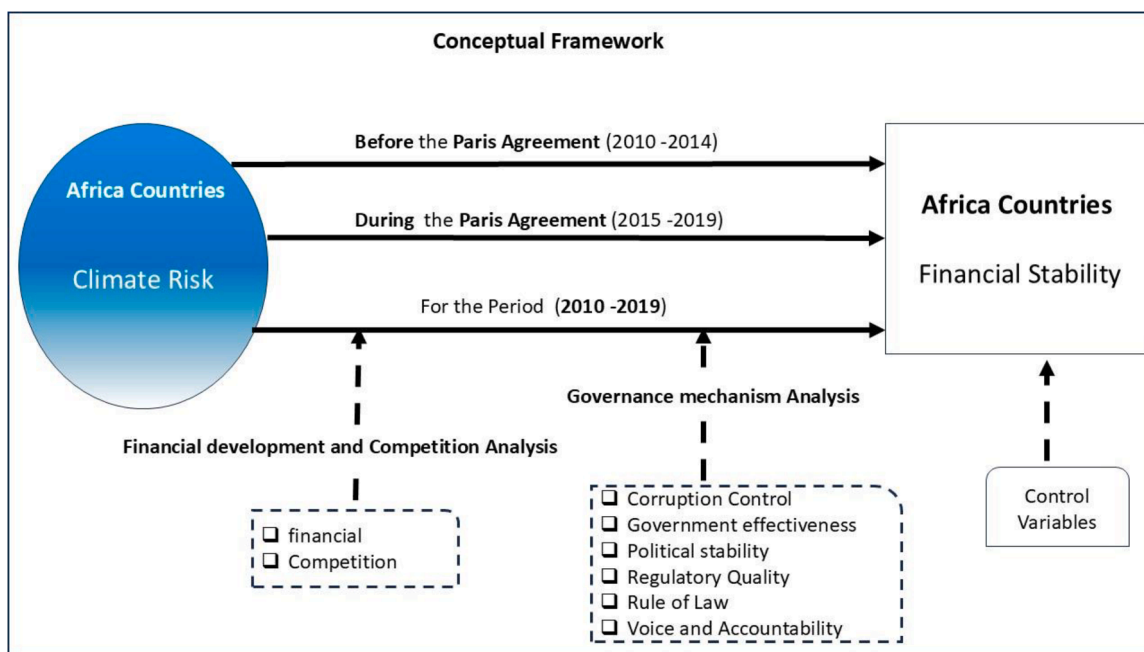 Conceptual Framework
Before the Paris Agreement (2010 -2014)
Africa Countries
Climate Risk
During the Paris Agreement (2015 -2019)
Africa Countries
Financial Stability
For the Period (2010 -2019)
Governance mechanism Analysis
Financial development and Competition Analysis
❑ financial
❑ Competition
❑ Corruption Control
❑ Government effectiveness
❑ Political stability
❑ Regulatory Quality
❑ Rule of Law
❑ Voice and Accountability
Control
Variables